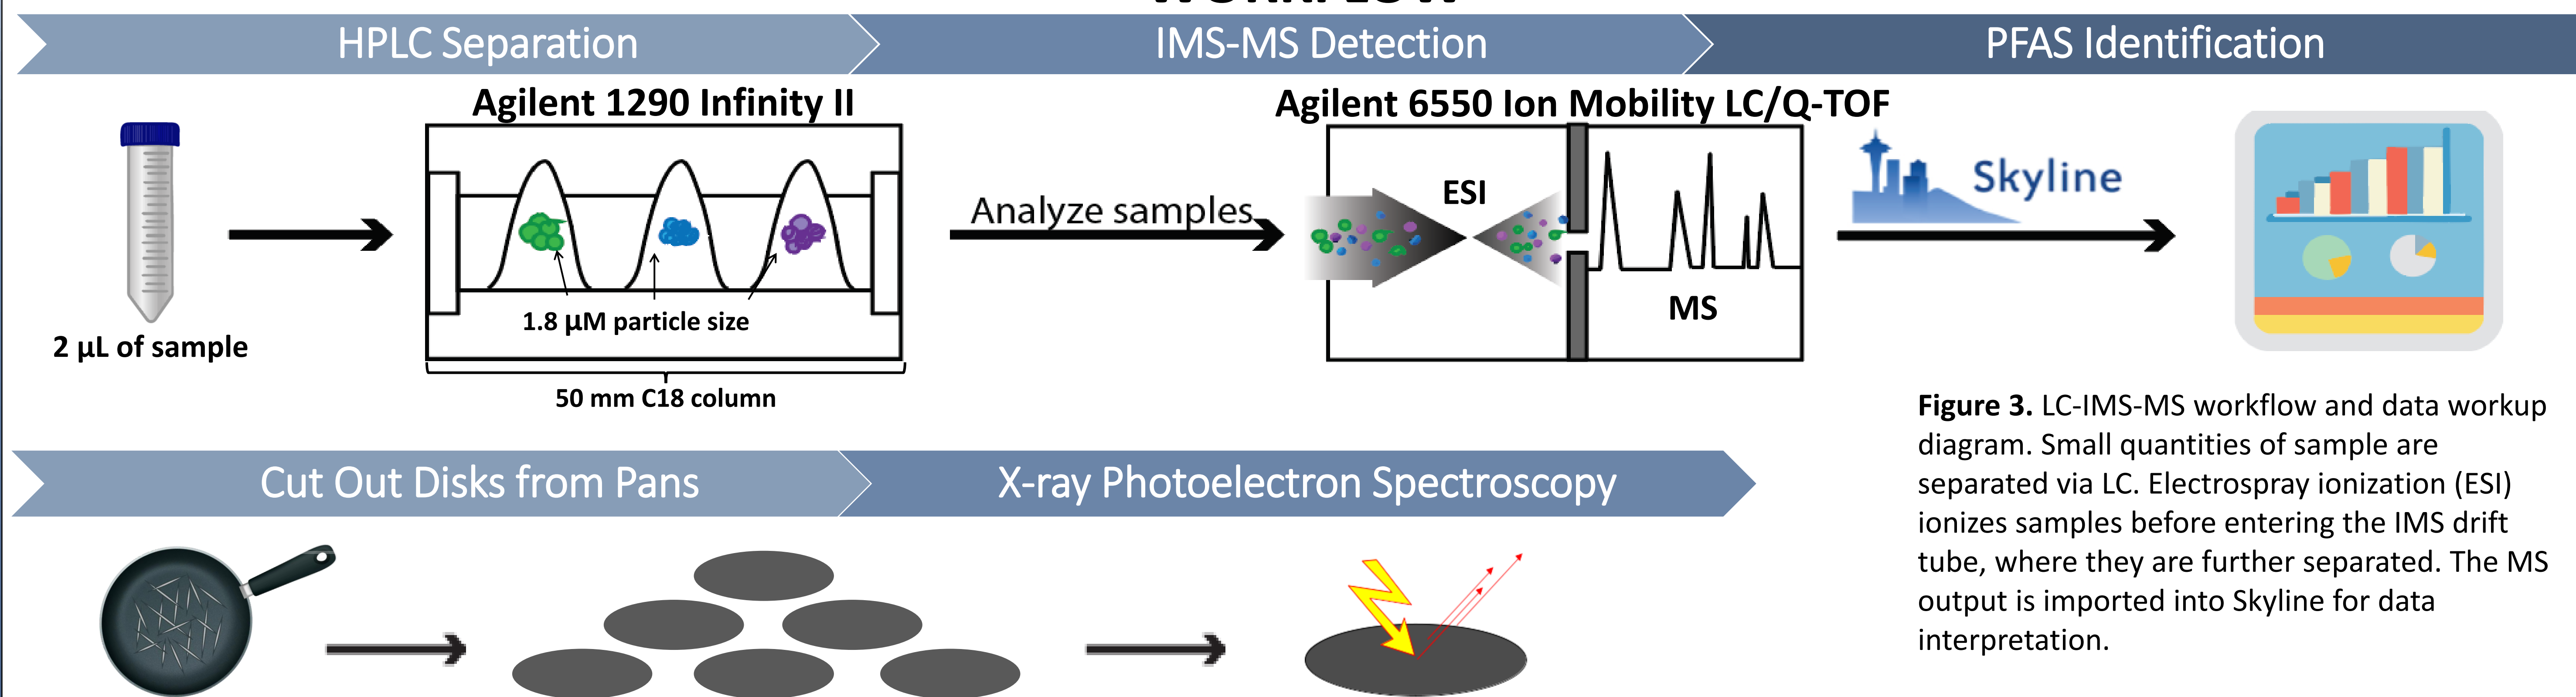 WORKFLOW
HPLC Separation
IMS-MS Detection
PFAS Identification
Agilent 1290 Infinity II
Agilent 6550 Ion Mobility LC/Q-TOF
2 µL of sample
1.8 µM particle size
50 mm C18 column
Analyze samples
ESI
MS
Skyline
Figure 3. LC-IMS-MS workflow and data workup
diagram. Small quantities of sample are
separated via LC. Electrospray ionization (ESI)
ionizes samples before entering the IMS drift
tube, where they are further separated. The MS
output is imported into Skyline for data
interpretation.
Cut Out Disks from Pans
X-ray Photoelectron Spectroscopy